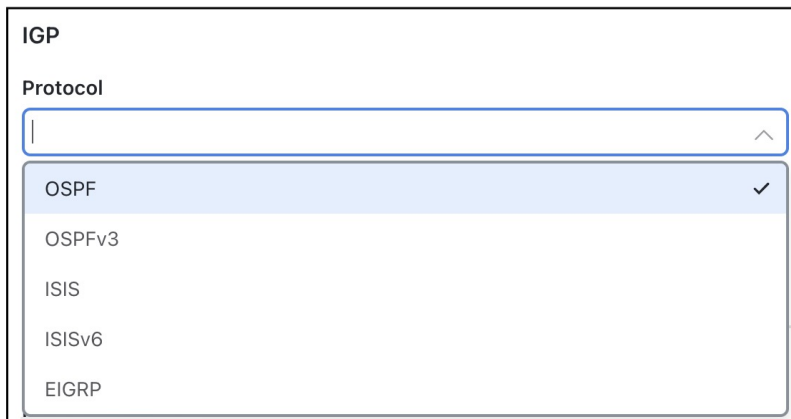 IGP
Protocol
OSPF
OSPFv3
ISIS
ISISv6
EIGRP